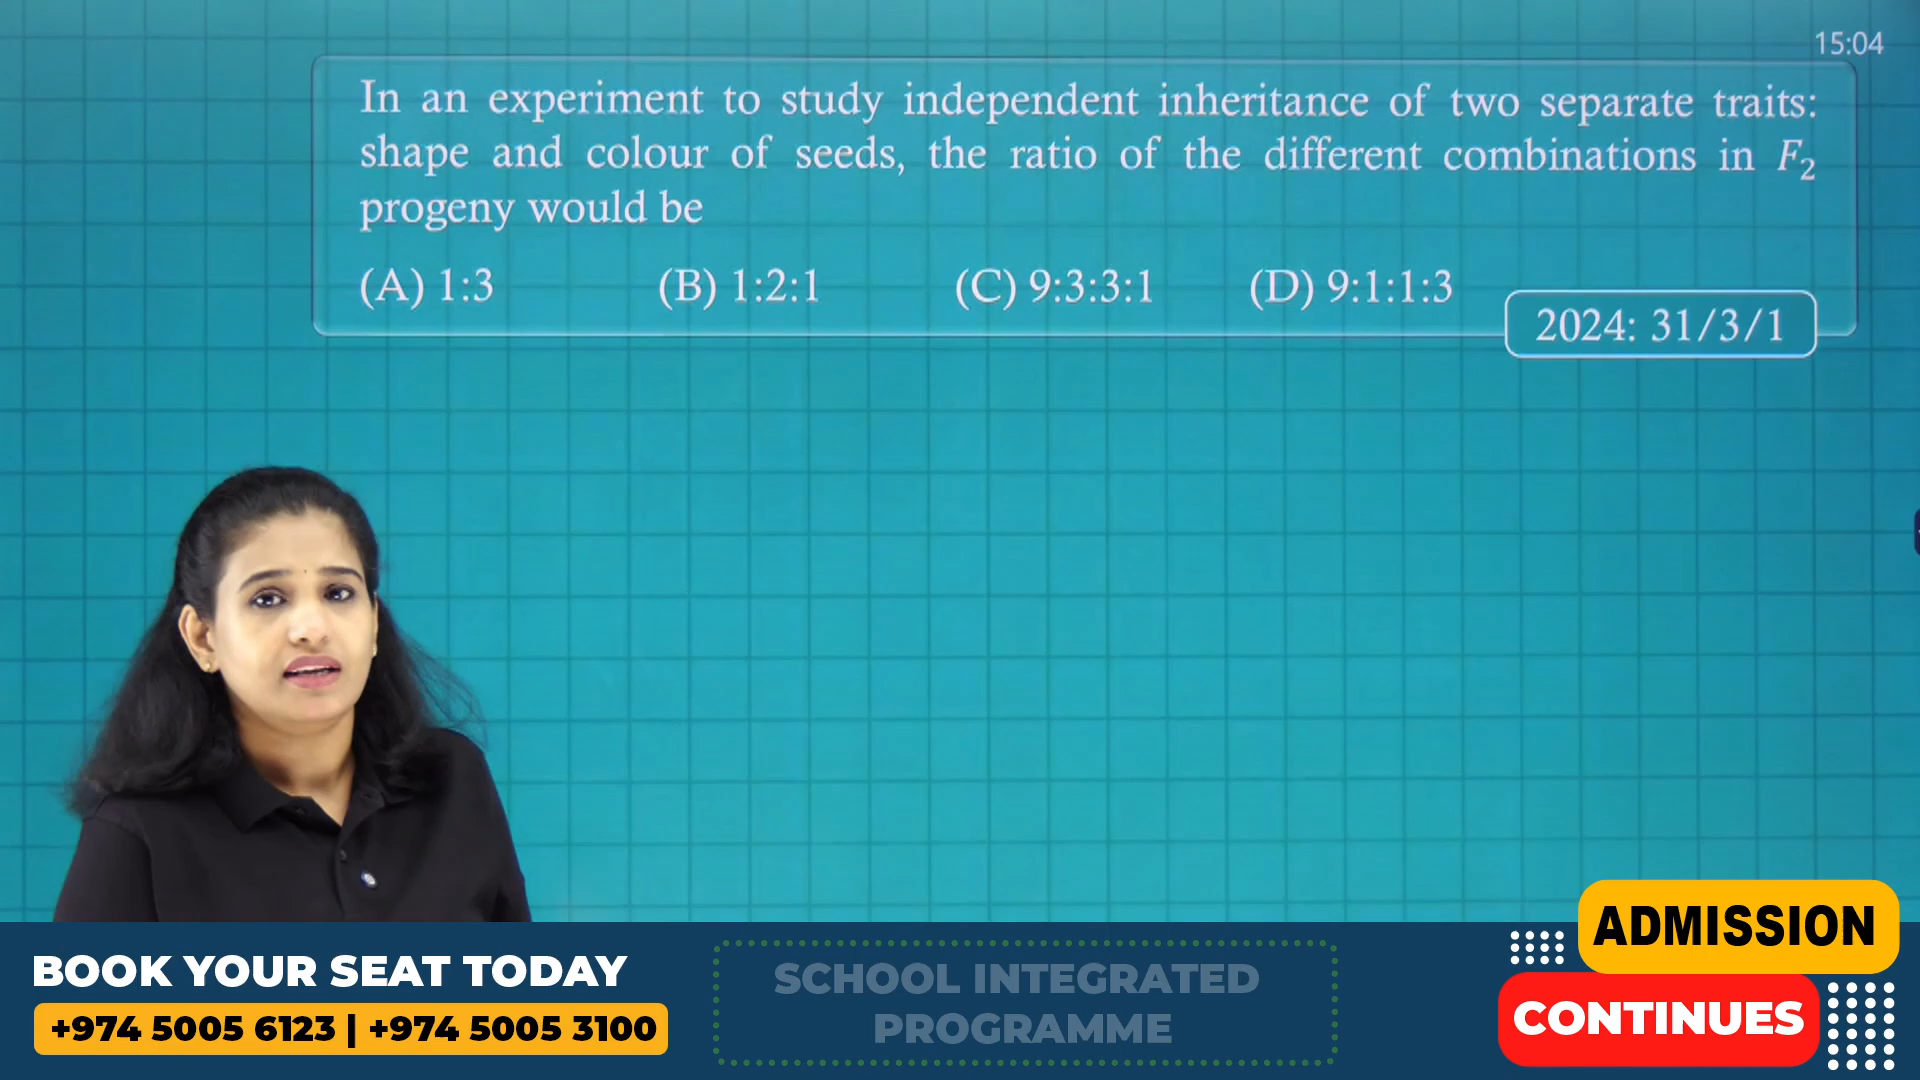 15:04
In an experiment to study independent inheritance of two separate traits:
shape and colour of seeds, the ratio of the different combinations in F₂
progeny would be
(A) 1:3 (B) 1:2:1 (C) 9:3:3:1 (D) 9:1:1:3
2024: 31/3/1
BOOK YOUR SEAT TODAY
+974 5005 6123 | +974 5005 3100
SCHOOL INTEGRATED
PROGRAMME
ADMISSION
CONTINUES